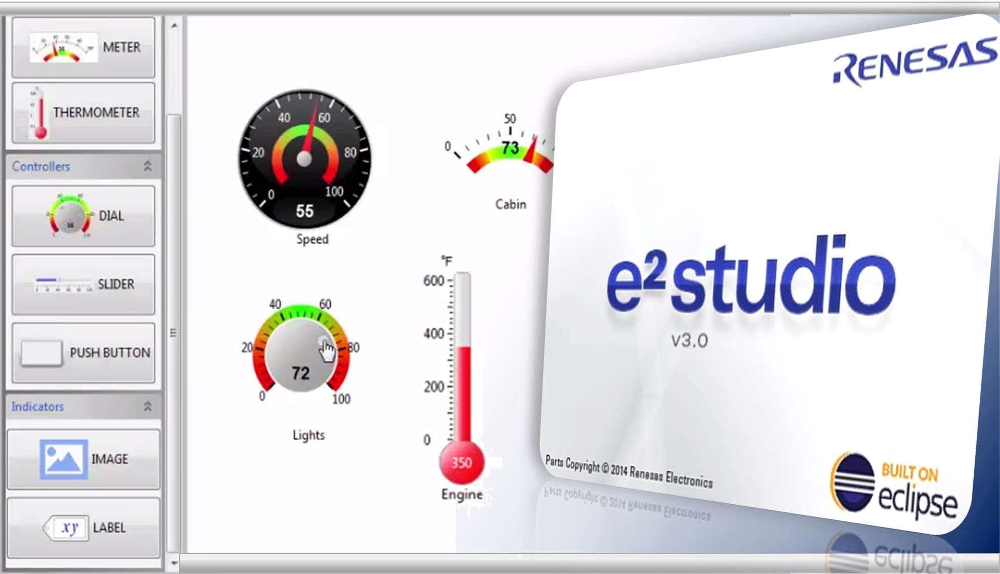 METER
THERMOMETER
Controllers
DIAL
SLIDER
PUSH BUTTON
Indicators
IMAGE
xy
LABEL
40 60
20 80
0 100
55
Speed
50
0
73
Cabin
40 60
20 80
72
0 100
Lights
°F
600
400
200
0
350
Engine
RENESAS
e² studio
v3.0
Parts Copyright © 2014 Renesas Electronics
BUILT ON
eclipse